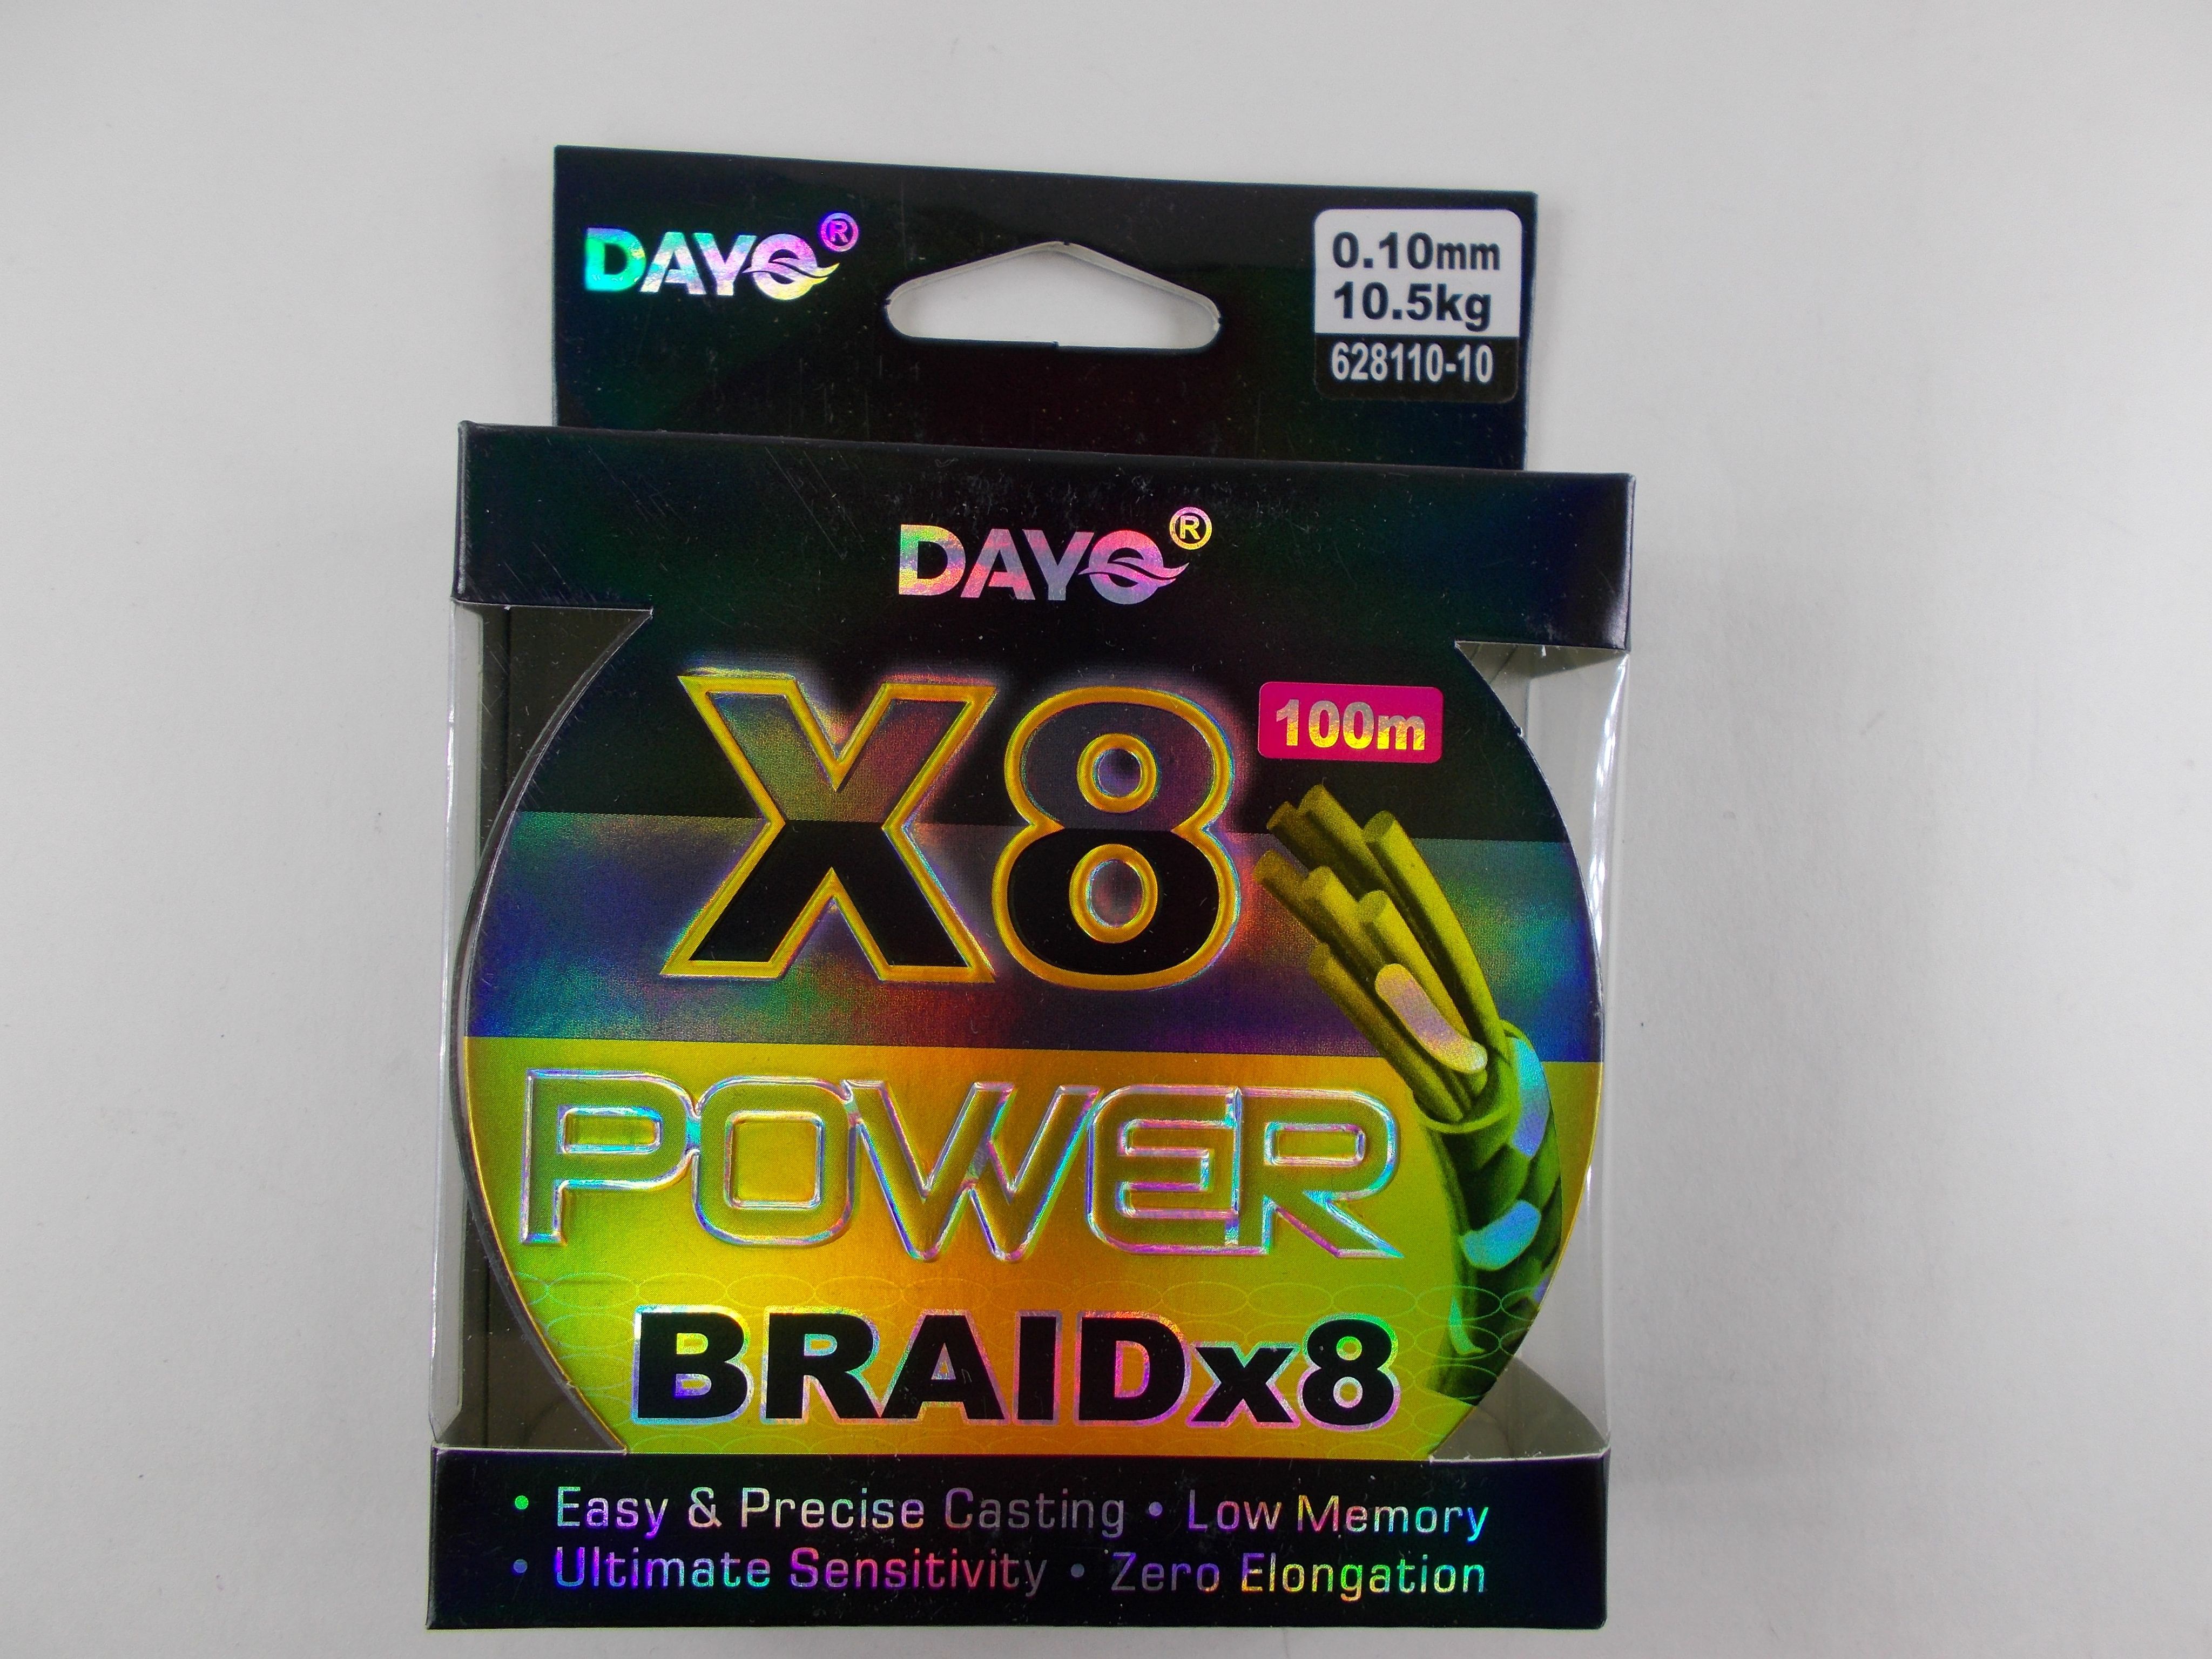 DAYO®
0.10mm
10.5kg
628110-10
DAYO®
X8
100m
POWER
BRAIDx8
• Easy & Precise Casting • Low Memory
• Ultimate Sensitivity • Zero Elongation